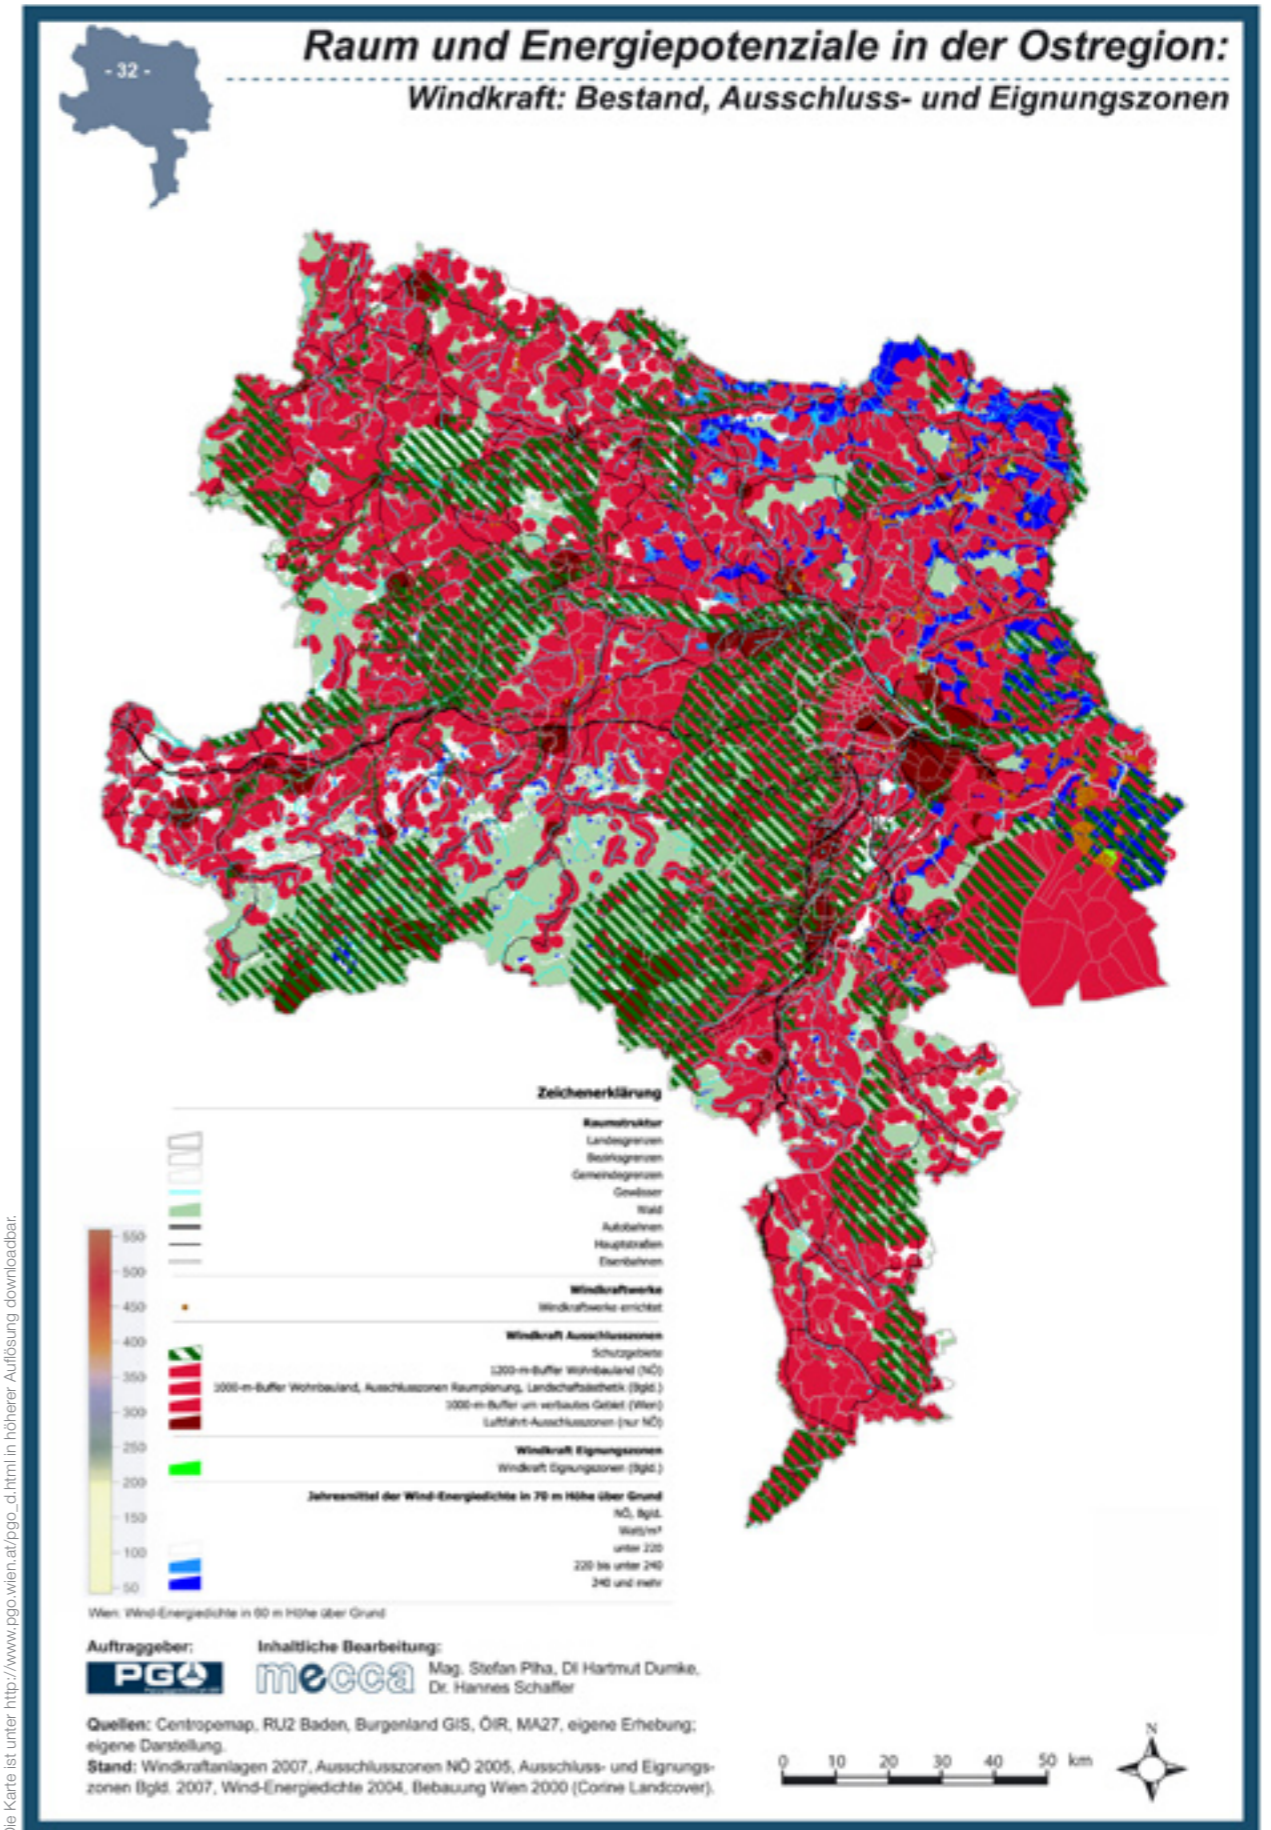 - 32 -
Raum und Energiepotenziale in der Ostregion:
Windkraft: Bestand, Ausschluss- und Eignungszonen
Zeichenerklärung
Raumstruktur
Landesgrenzen
Bezirksgrenzen
Gemeindegrenzen
Gewässer
Wald
Autobahnen
Hauptstraßen
Eisenbahnen
Windkraftwerke
Windkraftwerke errichtet
Windkraft Ausschlusszonen
Schutzgebiete
1200-m-Buffer Wohnbauland (NÖ)
1000-m-Buffer Wohnbauland, Ausschlusszonen Raumplanung, Landschaftsästhetik (Bgld.)
1000-m-Buffer um verbautes Gebiet (Wien)
Luftfahrt-Ausschlusszonen (nur NÖ)
Windkraft Eignungszonen
Windkraft Eignungszonen (Bgld.)
Jahresmittel der Wind-Energiedichte in 70 m Höhe über Grund
NÖ, Bgld.
Watt/m²
unter 220
220 bis unter 240
240 und mehr
550
500
450
400
350
300
250
200
150
100
50
Wien: Wind-Energiedichte in 60 m Höhe über Grund
Auftraggeber:
PGO
Inhaltliche Bearbeitung:
mecca
Mag. Stefan Plha, DI Hartmut Dumke,
Dr. Hannes Schaffer
Quellen: Centropemap, RU2 Baden, Burgenland GIS, ÖIR, MA27, eigene Erhebung;
eigene Darstellung.
Stand: Windkraftanlagen 2007, Ausschlusszonen NÖ 2005, Ausschluss- und Eignungs-
zonen Bgld. 2007, Wind-Energiedichte 2004, Bebauung Wien 2000 (Corine Landcover).
0 10 20 30 40 50 km
N
Die Karte ist unter http://www.pgo.wien.at/pgo_d.html in höherer Auflösung downloadbar.